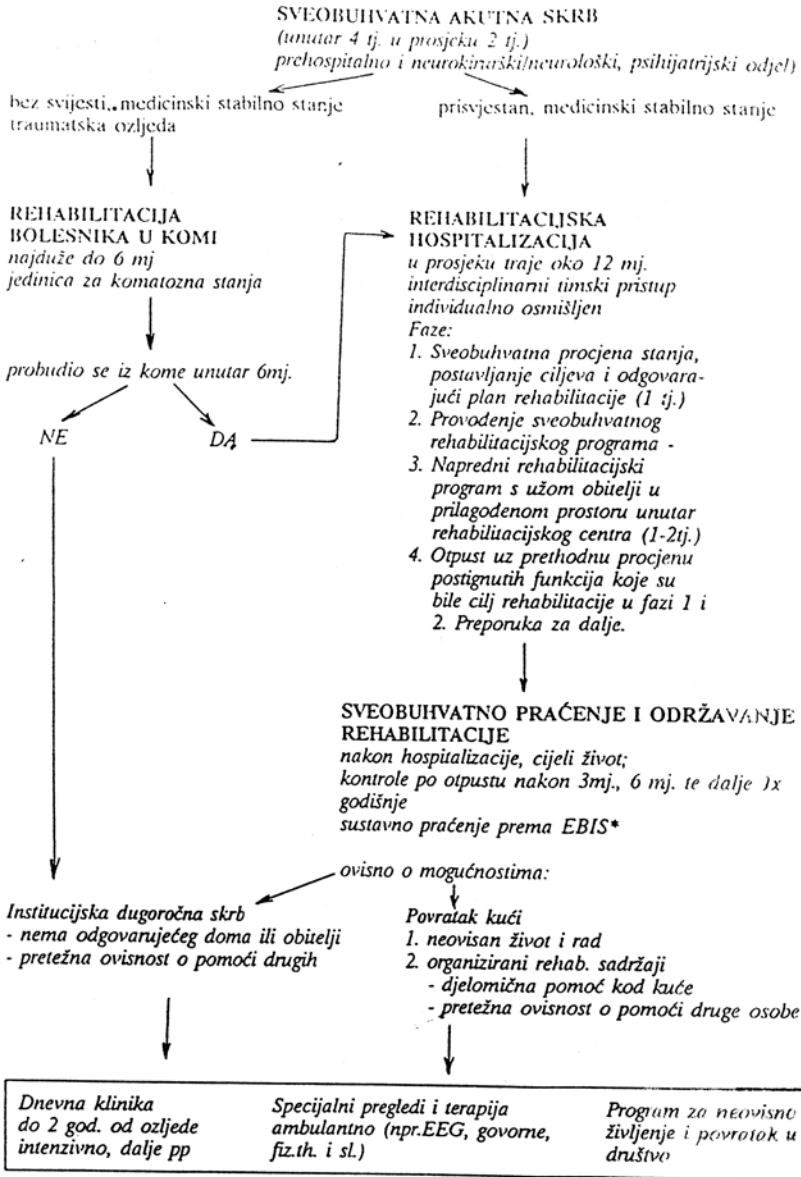 SVEOBUHVATNA AKUTNA SKRB
(unutar 4 tj. u prosjeku 2 tj.)
prehospitalno i neurokirurški/neurološki, psihijatrijski odjel)
bez svijesti, medicinski stabilno stanje
traumatska ozljeda
prisvjestan, medicinski stabilno stanje
REHABILITACIJA
BOLESNIKA U KOMI
najduže do 6 mj
jedinica za komatozna stanja
probudio se iz kome unutar 6mj.
NE
DA
REHABILITACIJSKA
HOSPITALIZACIJA
u prosjeku traje oko 12 mj.
interdisciplinarni timski pristup
individualno osmišljen
Faze:
1. Sveobuhvatna procjena stanja,
postavljanje ciljeva i odgovara-
jući plan rehabilitacije (1 tj.)
2. Provođenje sveobuhvatnog
rehabilitacijskog programa -
3. Napredni rehabilitacijski
program s užom obitelji u
prilagođenom prostoru unutar
rehabilitacijskog centra (1-2tj.)
4. Otpust uz prethodnu procjenu
postignutih funkcija koje su
bile cilj rehabilitacije u fazi 1 i
2. Preporuka za dalje.
SVEOBUHVATNO PRAĆENJE I ODRŽAVANJE
REHABILITACIJE
nakon hospitalizacije, cijeli život;
kontrole po otpustu nakon 3mj., 6 mj. te dalje
godišnje
sustavno praćenje prema EBIS*
ovisno o mogućnostima:
Institucijska dugoročna skrb
- nema odgovarujećeg doma ili obitelji
- pretežna ovisnost o pomoći drugih
Povratak kući
1. neovisan život i rad
2. organizirani rehab. sadržaji
- djelomična pomoć kod kuće
- pretežna ovisnost o pomoći druge osobe
Dnevna klinika
do 2 god. od ozljede
intenzivno, dalje pp
Specijalni pregledi i terapija
ambulantno (npr.EEG, govorne,
fiz.th. i sl.)
Program za neovisno
življenje i povratak u
društvo